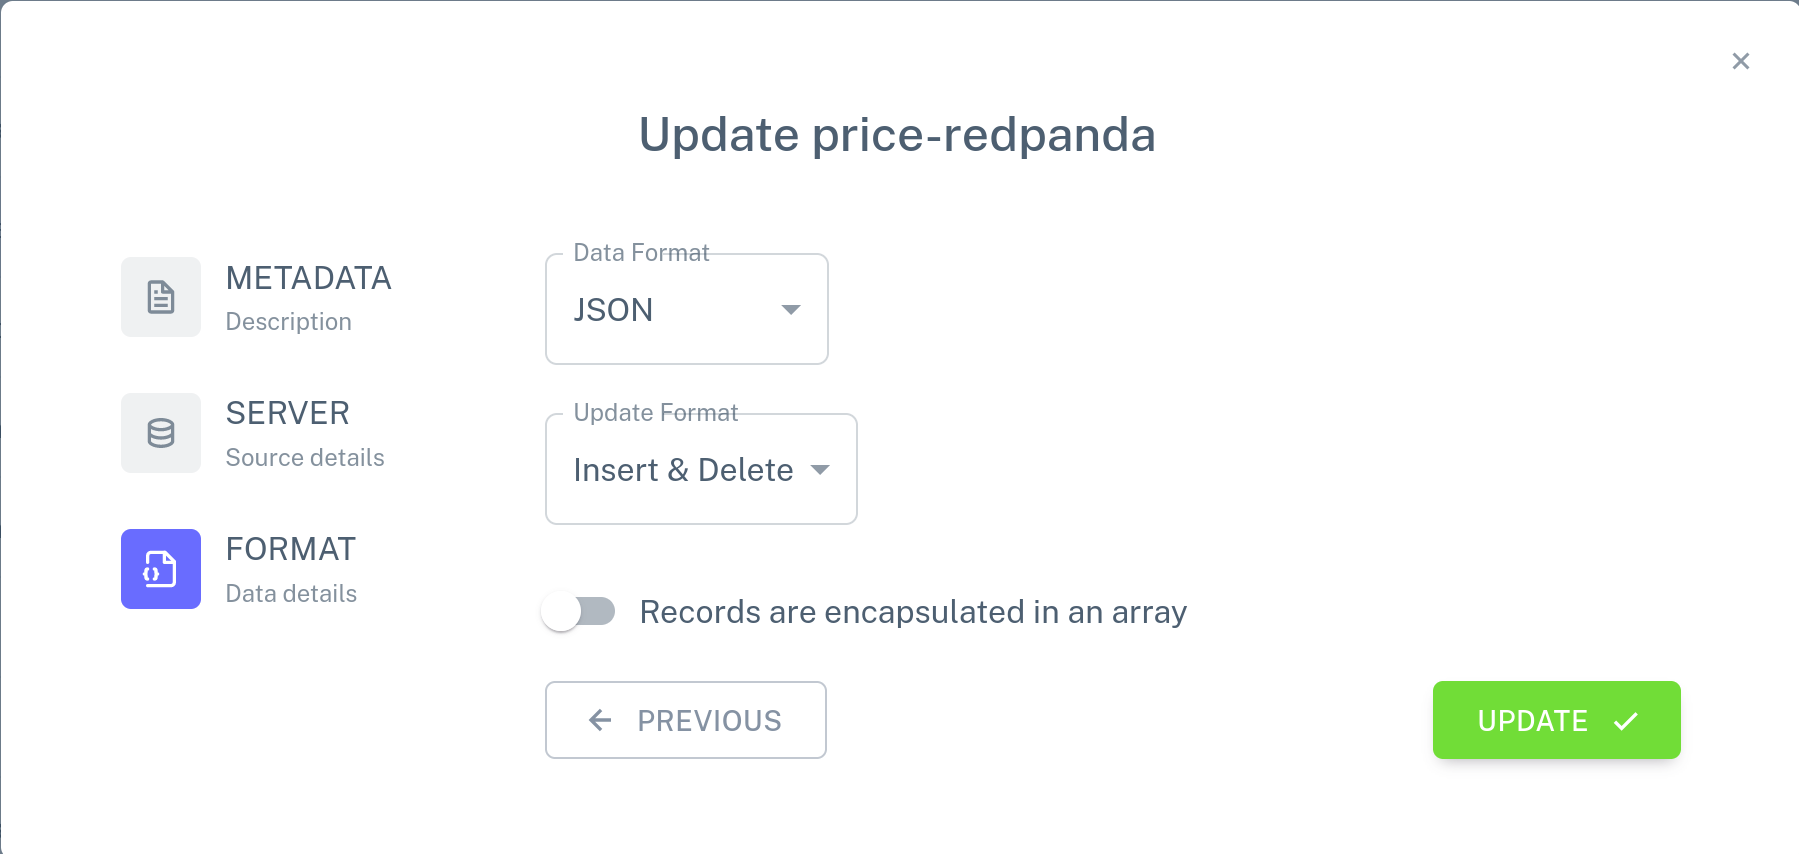 Update price-redpanda
METADATA
Description
SERVER
Source details
FORMAT
Data details
Data Format
JSON
Update Format
Insert & Delete
Records are encapsulated in an array
PREVIOUS
UPDATE